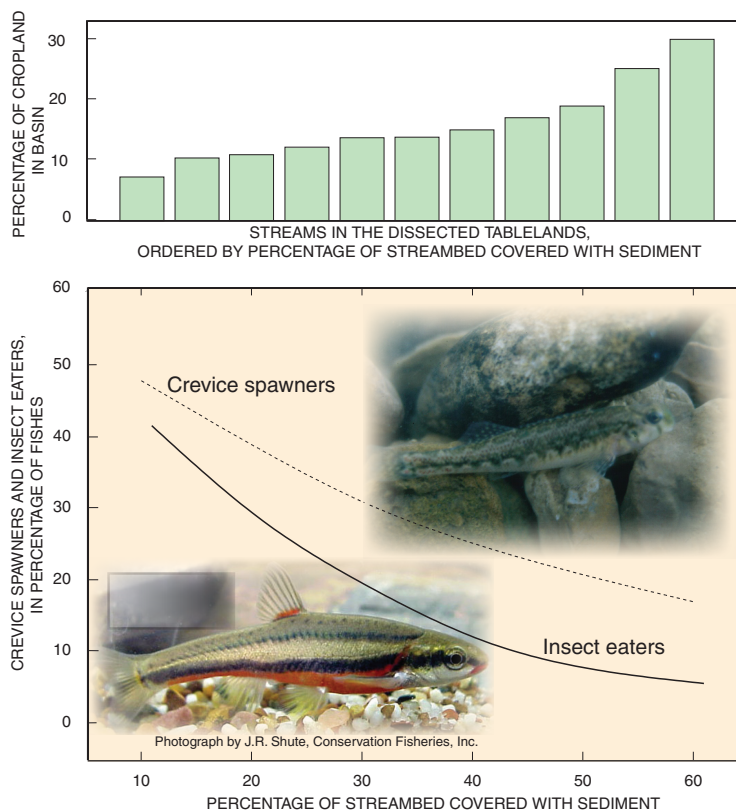 PERCENTAGE OF CROPLAND
IN BASIN
30
20
10
0
STREAMS IN THE DISSECTED TABLELANDS,
ORDERED BY PERCENTAGE OF STREAMBED COVERED WITH SEDIMENT
CREVICE SPAWNERS AND INSECT EATERS,
IN PERCENTAGE OF FISHES
60
50
40
30
20
10
0
Crevice spawners
Insect eaters
Photograph by J.R. Shute, Conservation Fisheries, Inc.
10 20 30 40 50 60
PERCENTAGE OF STREAMBED COVERED WITH SEDIMENT